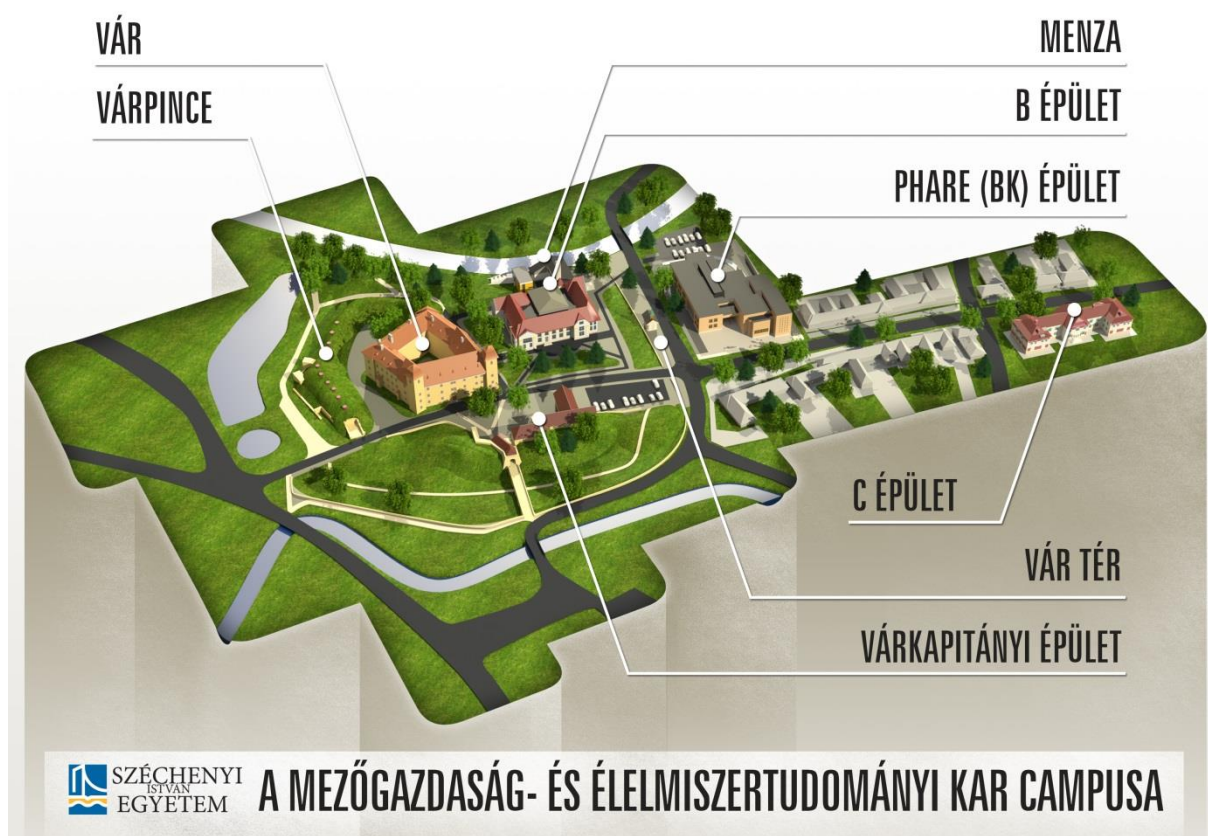 VÁR
VÁRPINCE
MENZA
B ÉPÜLET
PHARE (BK) ÉPÜLET
C ÉPÜLET
VÁR TÉR
VÁRKAPITÁNYI ÉPÜLET
SZÉCHENYI
ISTVÁN
EGYETEM
A MEZŐGAZDASÁG- ÉS ÉLELMISZERTUDOMÁNYI KAR CAMPUSA